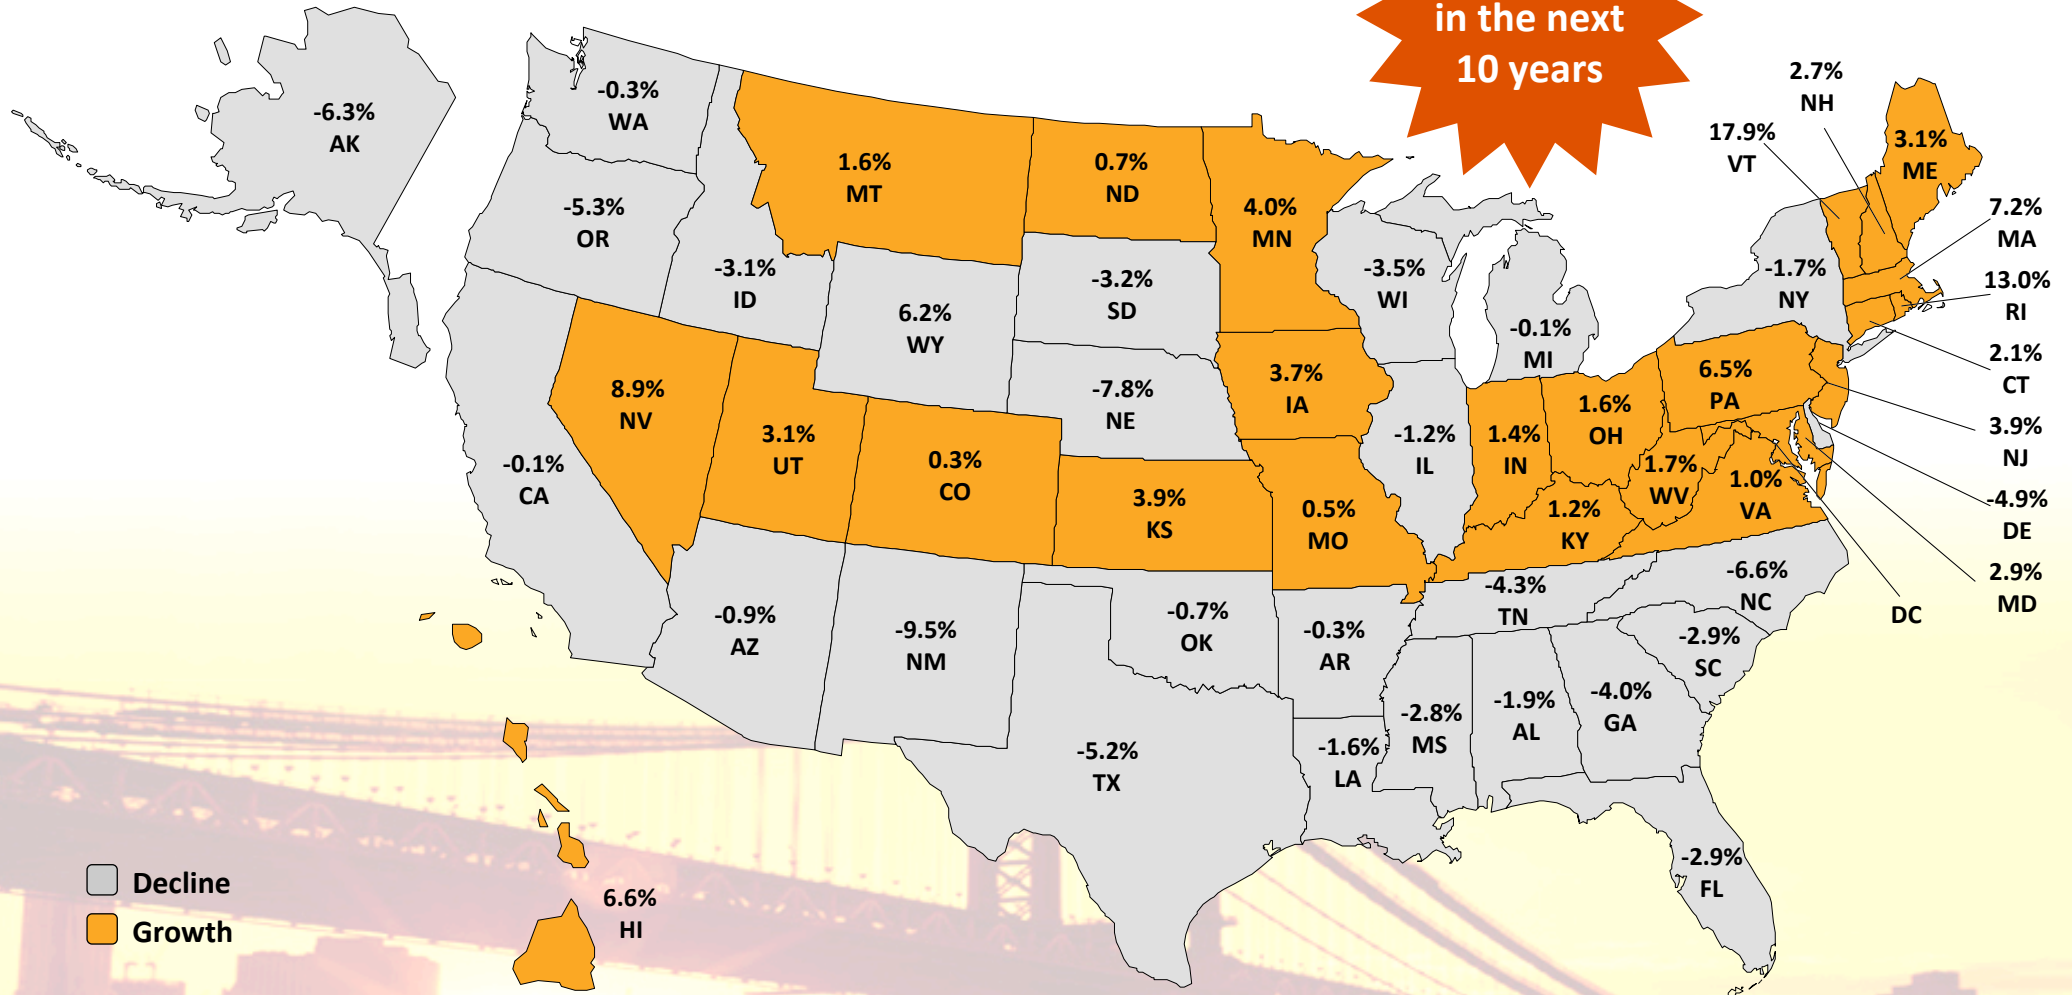 in the next
10 years
-6.3%
AK
-0.3%
WA
-5.3%
OR
-3.1%
ID
1.6%
MT
0.7%
ND
4.0%
MN
-3.2%
SD
6.2%
WY
-3.5%
WI
-0.1%
MI
-1.7%
NY
17.9%
VT
2.7%
NH
3.1%
ME
7.2%
MA
13.0%
RI
2.1%
CT
3.9%
NJ
-4.9%
DE
2.9%
MD
DC
8.9%
NV
3.1%
UT
0.3%
CO
-7.8%
NE
3.7%
IA
-1.2%
IL
1.4%
IN
1.6%
OH
6.5%
PA
1.7%
WV
1.0%
VA
-0.1%
CA
3.9%
KS
0.5%
MO
1.2%
KY
-4.3%
TN
-6.6%
NC
-0.9%
AZ
-9.5%
NM
-0.7%
OK
-0.3%
AR
-2.9%
SC
-2.8%
MS
-1.9%
AL
-4.0%
GA
-5.2%
TX
-1.6%
LA
-2.9%
FL
6.6%
HI
Decline
Growth